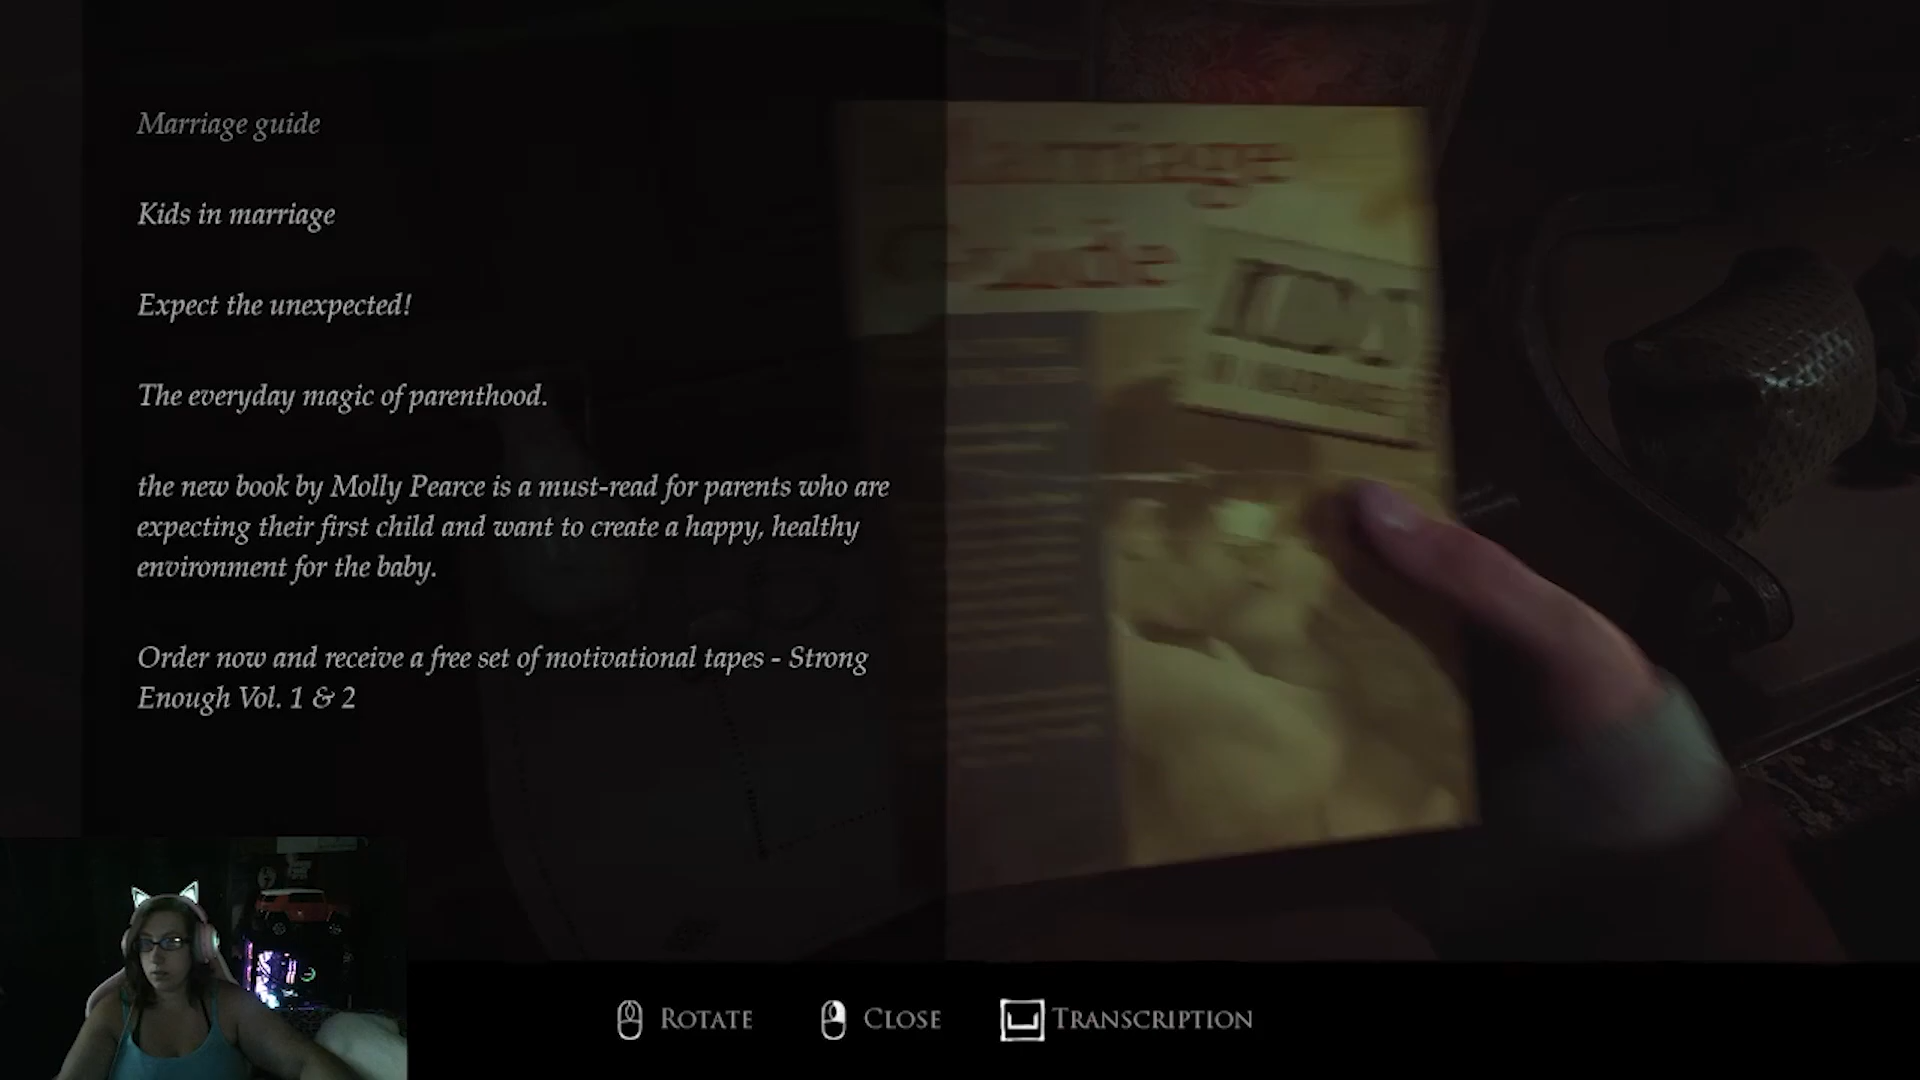 Marriage guide
Kids in marriage
Expect the unexpected!
The everyday magic of parenthood.
the new book by Molly Pearce is a must-read for parents who are
expecting their first child and want to create a happy, healthy
environment for the baby.
Order now and receive a free set of motivational tapes - Strong
Enough Vol. 1 & 2
Marriage
Guide
ROTATE
CLOSE
TRANSCRIPTION